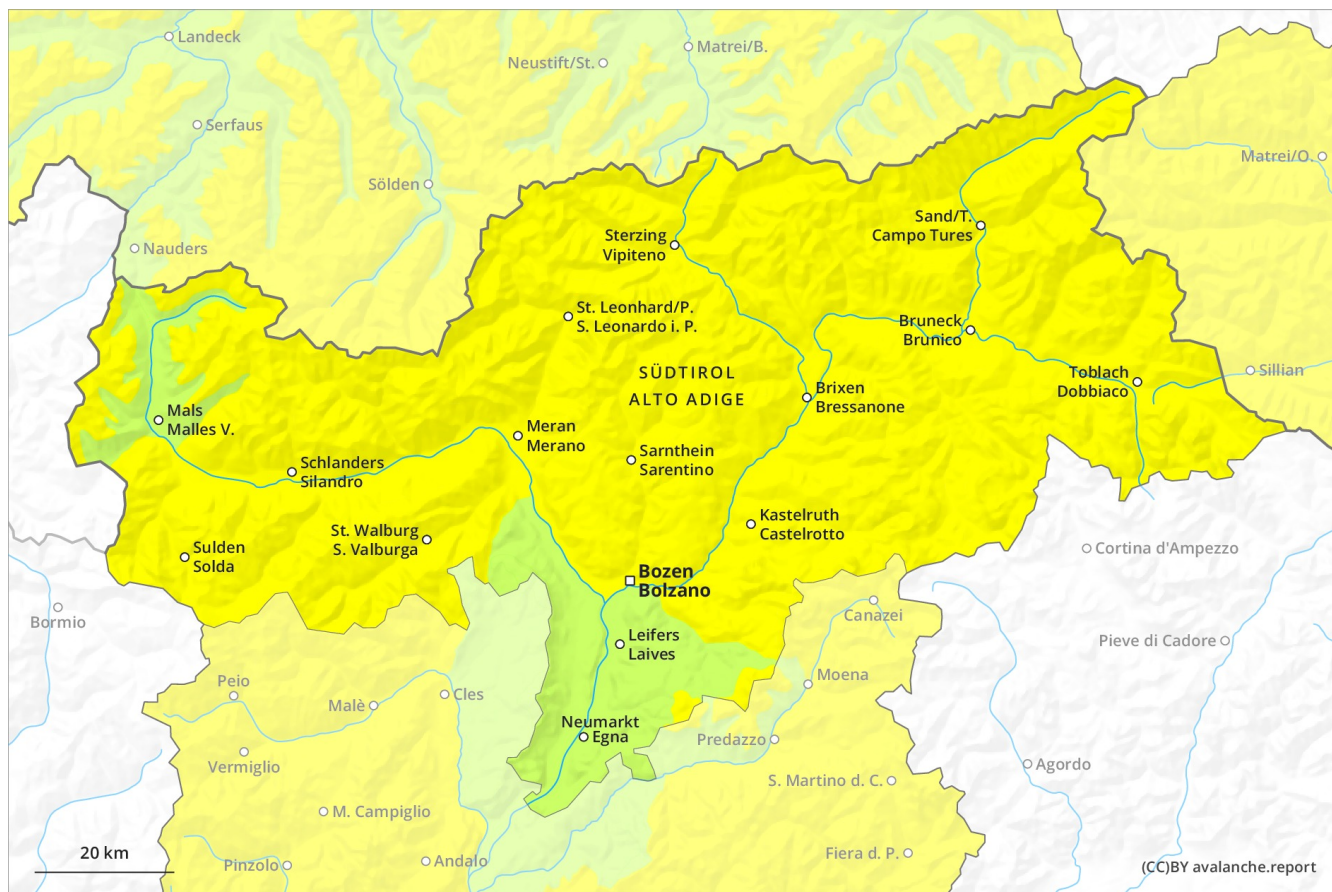 Landeck
Matrei/B.
Neustift/St.
Serfaus
Matrei/O.
Sölden
Sand/T.
Campo Tures
Sterzing
Vipiteno
Nauders
St. Leonhard/P.
S. Leonardo i. P.
Bruneck
Brunico
SÜDTIROL
ALTO ADIGE
Toblach
Dobbiaco
Sillian
Brixen
Bressanone
Mals
Malles V.
Meran
Merano
Sarnthein
Sarentino
Schlanders
Silandro
Kastelruth
Castelrotto
St. Walburg
S. Valburga
Sulden
Solda
Cortina d'Ampezzo
Bozen
Bolzano
Bormio
Canazei
Leifers
Laives
Pieve di Cadore
Peio
Moena
Cles
Malè
Neumarkt
Egna
Predazzo
Vermiglio
Agordo
S. Martino d. C.
M. Campiglio
20 km
Andalo
Fiera d. P.
Pinzolo
(CC)BY avalanche.report